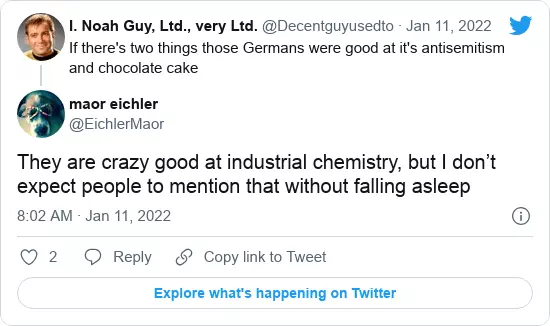 I. Noah Guy, Ltd., very Ltd. @Decentguyusedto · Jan 11, 2022
If there's two things those Germans were good at it's antisemitism
and chocolate cake
maor eichler
@EichlerMaor
They are crazy good at industrial chemistry, but I don’t
expect people to mention that without falling asleep
8:02 AM · Jan 11, 2022
2 Reply Copy link to Tweet
Explore what's happening on Twitter